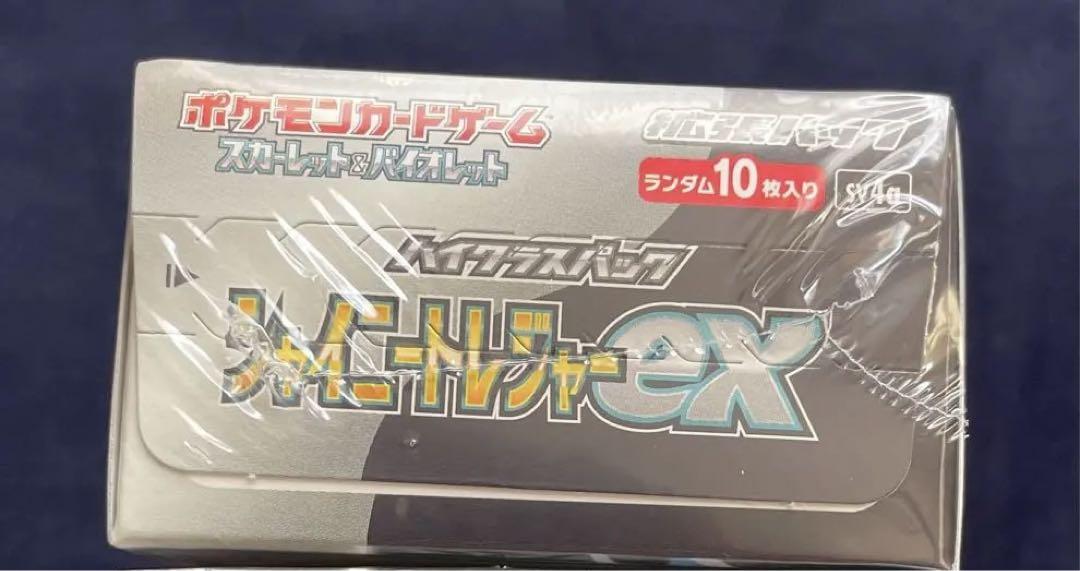 ポケモンカードゲーム
スカーレット&バイオレット
拡張パック
ランダム10枚入り
sv4a
ハイクラスパック
シャイニートレジャーex